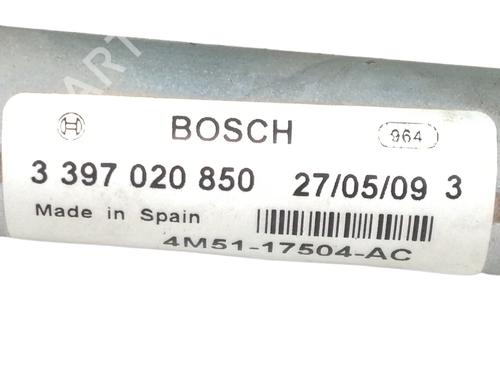 BOSCH 964
3 397 020 850 27/05/09 3
Made in Spain
4M51-17504-AC